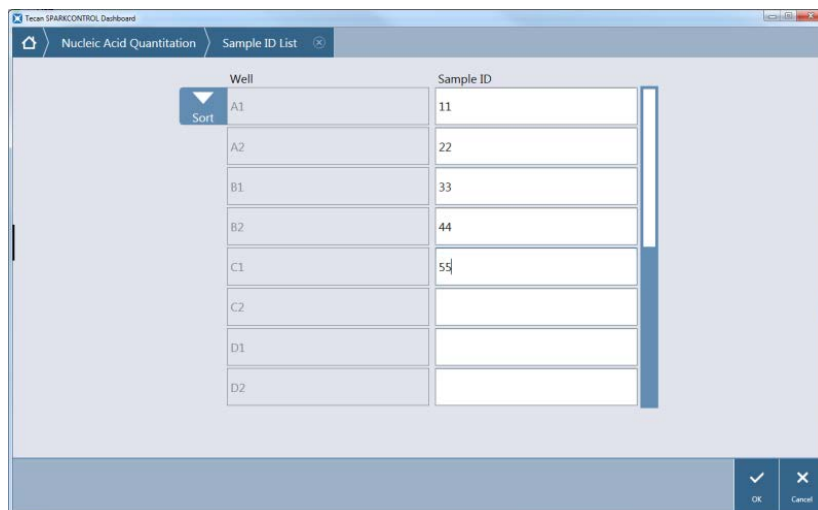 Tecan SPARKCONTROL Dashboard
Nucleic Acid Quantitation Sample ID List
Well Sample ID
Sort
A1 11
A2 22
B1 33
B2 44
C1 55
C2
D1
D2
OK Cancel